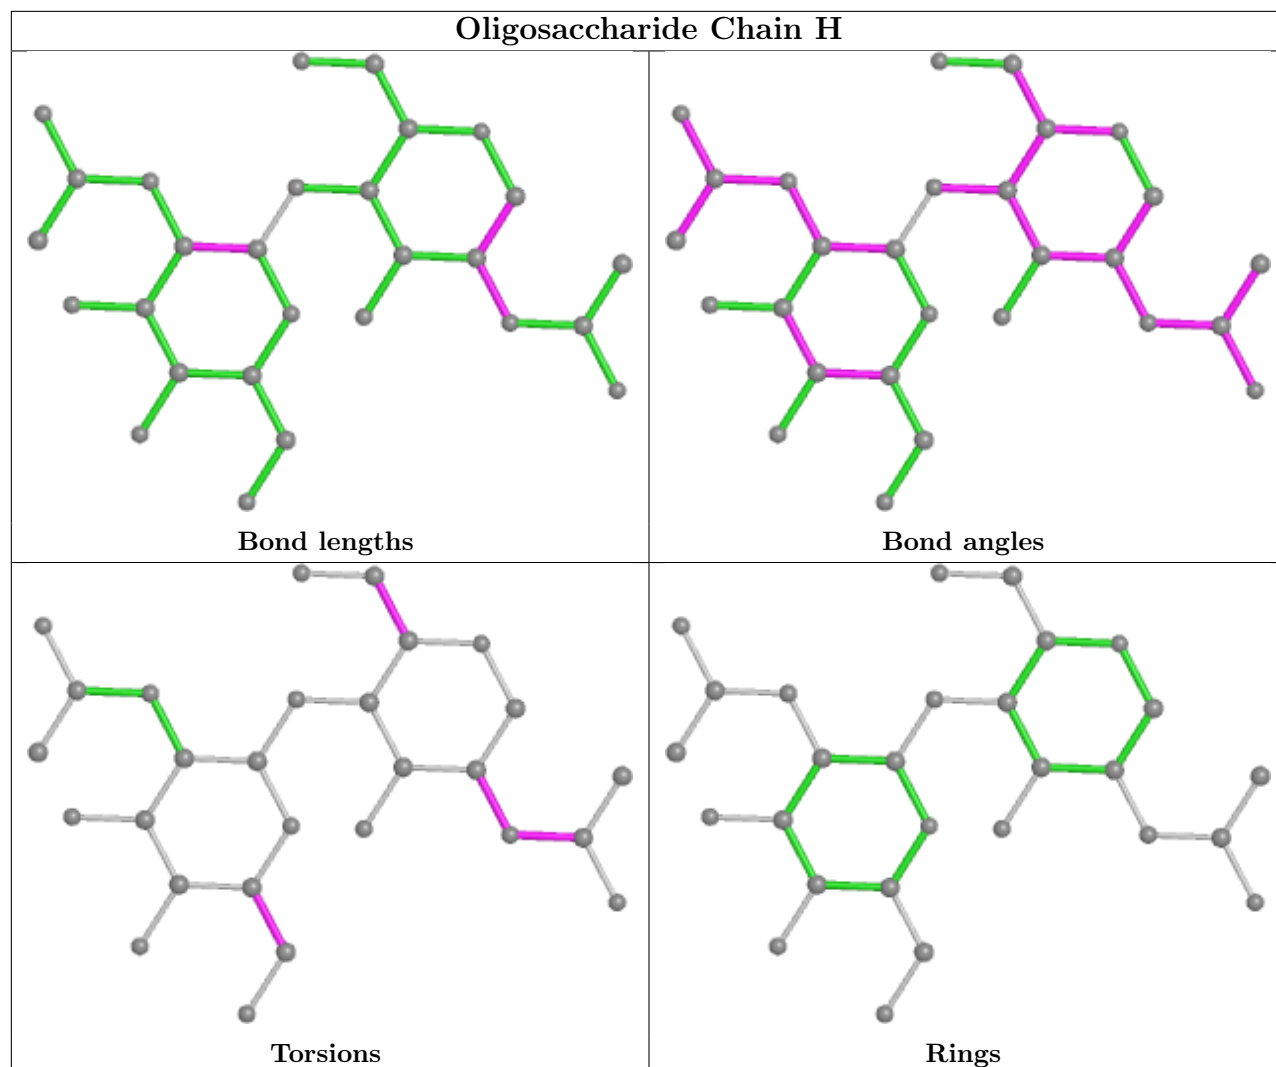 Oligosaccharide Chain H
Bond lengths
Bond angles
Torsions
Rings